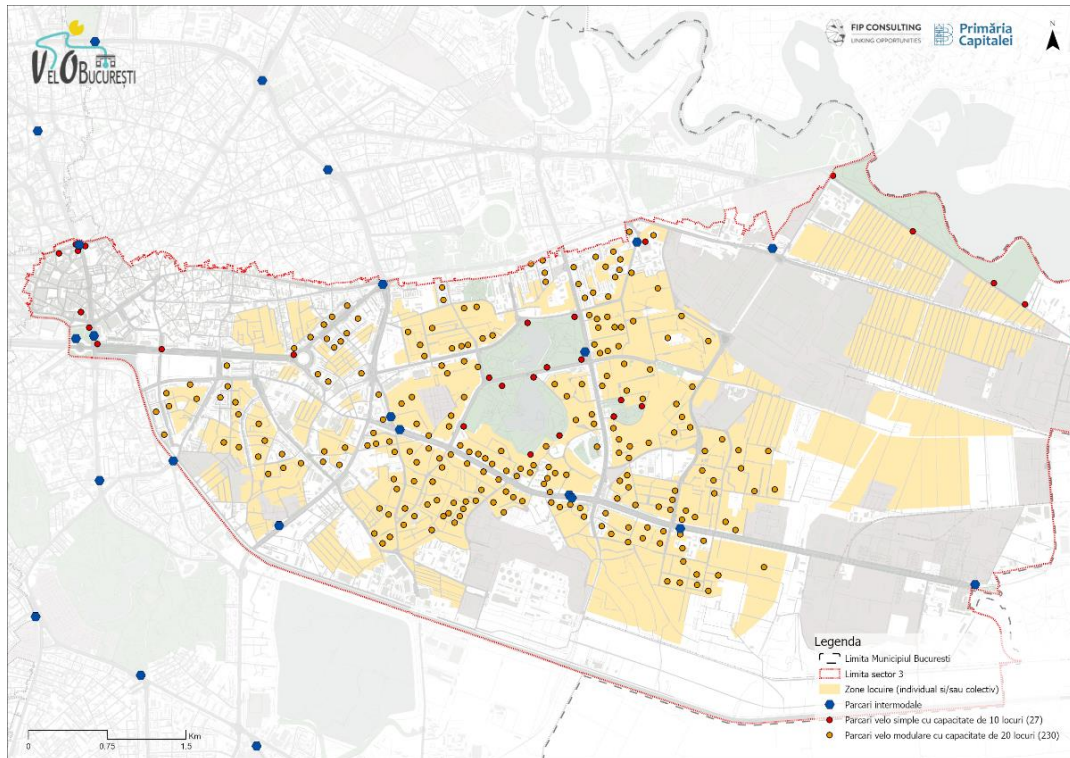 VELOBUCUREȘTI
FIP CONSULTING
LINKING OPPORTUNITIES
Primăria
Capitalei
N
Legenda
Limita Municipiul Bucuresti
Limita sector 3
Zone locuire (individual si/sau colectiv)
Parcari intermodale
Parcari velo simple cu capacitate de 10 locuri (27)
Parcari velo modulare cu capacitate de 20 locuri (230)
Km
0 0.75 1.5